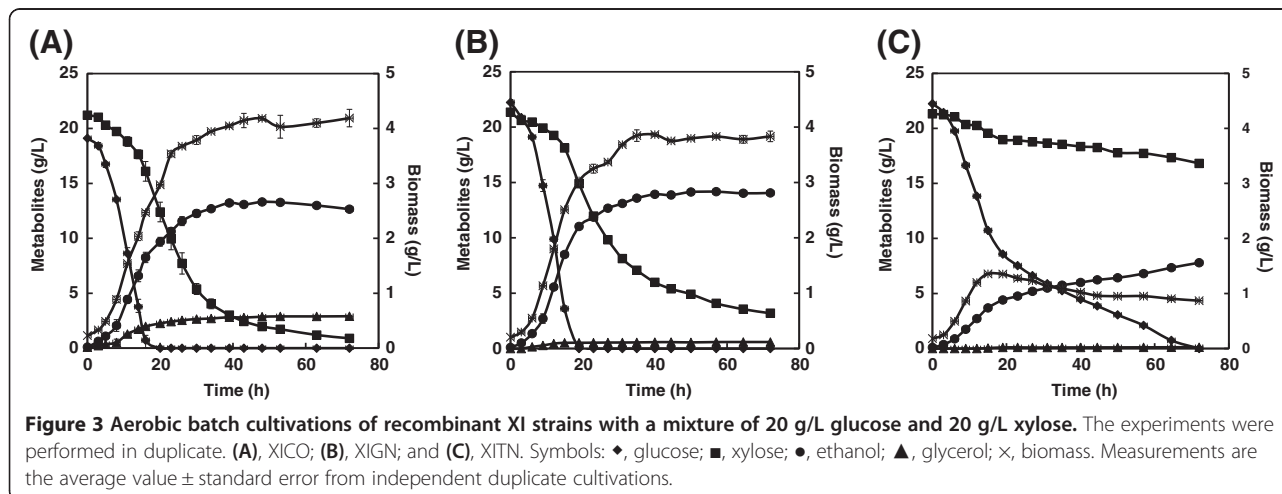 (A)
(B)
(C)
25
20
15
10
5
0
Metabolites (g/L)
5
4
3
2
1
0
Biomass (g/L)
0 20 40 60 80
Time (h)
25
20
15
10
5
0
Metabolites (g/L)
5
4
3
2
1
0
Biomass (g/L)
0 20 40 60 80
Time (h)
25
20
15
10
5
0
Metabolites (g/L)
5
4
3
2
1
0
Biomass (g/L)
0 20 40 60 80
Time (h)
Figure 3 Aerobic batch cultivations of recombinant XI strains with a mixture of 20 g/L glucose and 20 g/L xylose. The experiments were
performed in duplicate. (A), XICO; (B), XIGN; and (C), XITN. Symbols: ♦, glucose; ■, xylose; ●, ethanol; ▲, glycerol; ×, biomass. Measurements are
the average value ± standard error from independent duplicate cultivations.